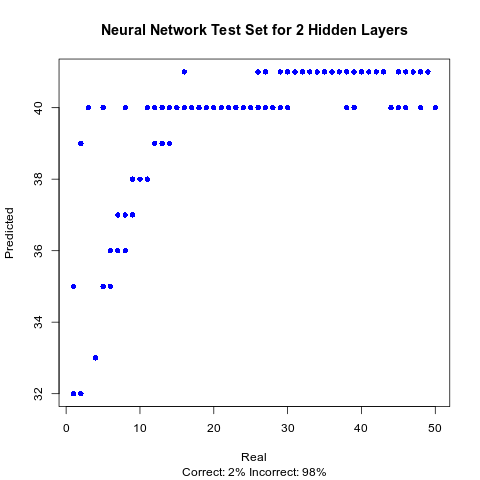 Neural Network Test Set for 2 Hidden Layers
Predicted
40
38
36
34
32
0 10 20 30 40 50
Real
Correct: 2% Incorrect: 98%